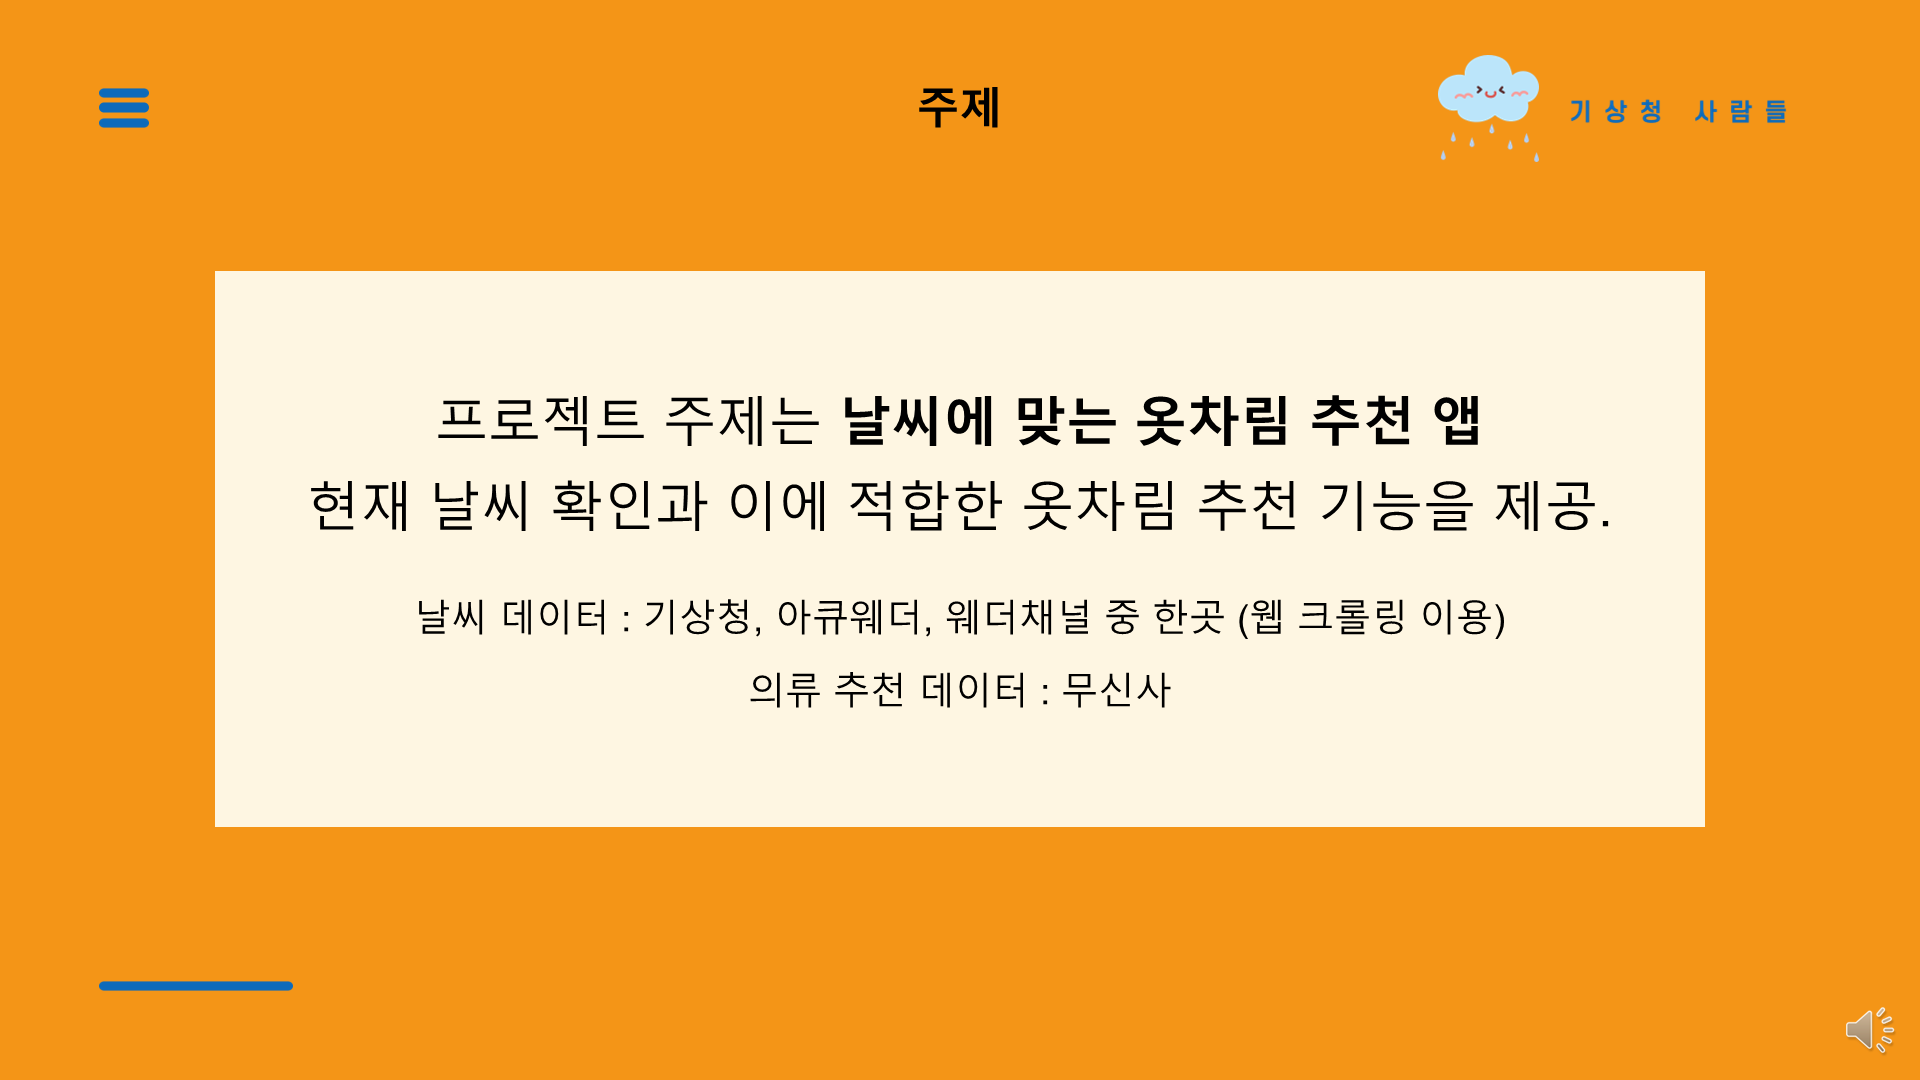 주제
기상청 사람들
프로젝트 주제는 날씨에 맞는 옷차림 추천 앱
현재 날씨 확인과 이에 적합한 옷차림 추천 기능을 제공.
날씨 데이터 : 기상청, 아큐웨더, 웨더채널 중 한곳 (웹 크롤링 이용)
의류 추천 데이터 : 무신사